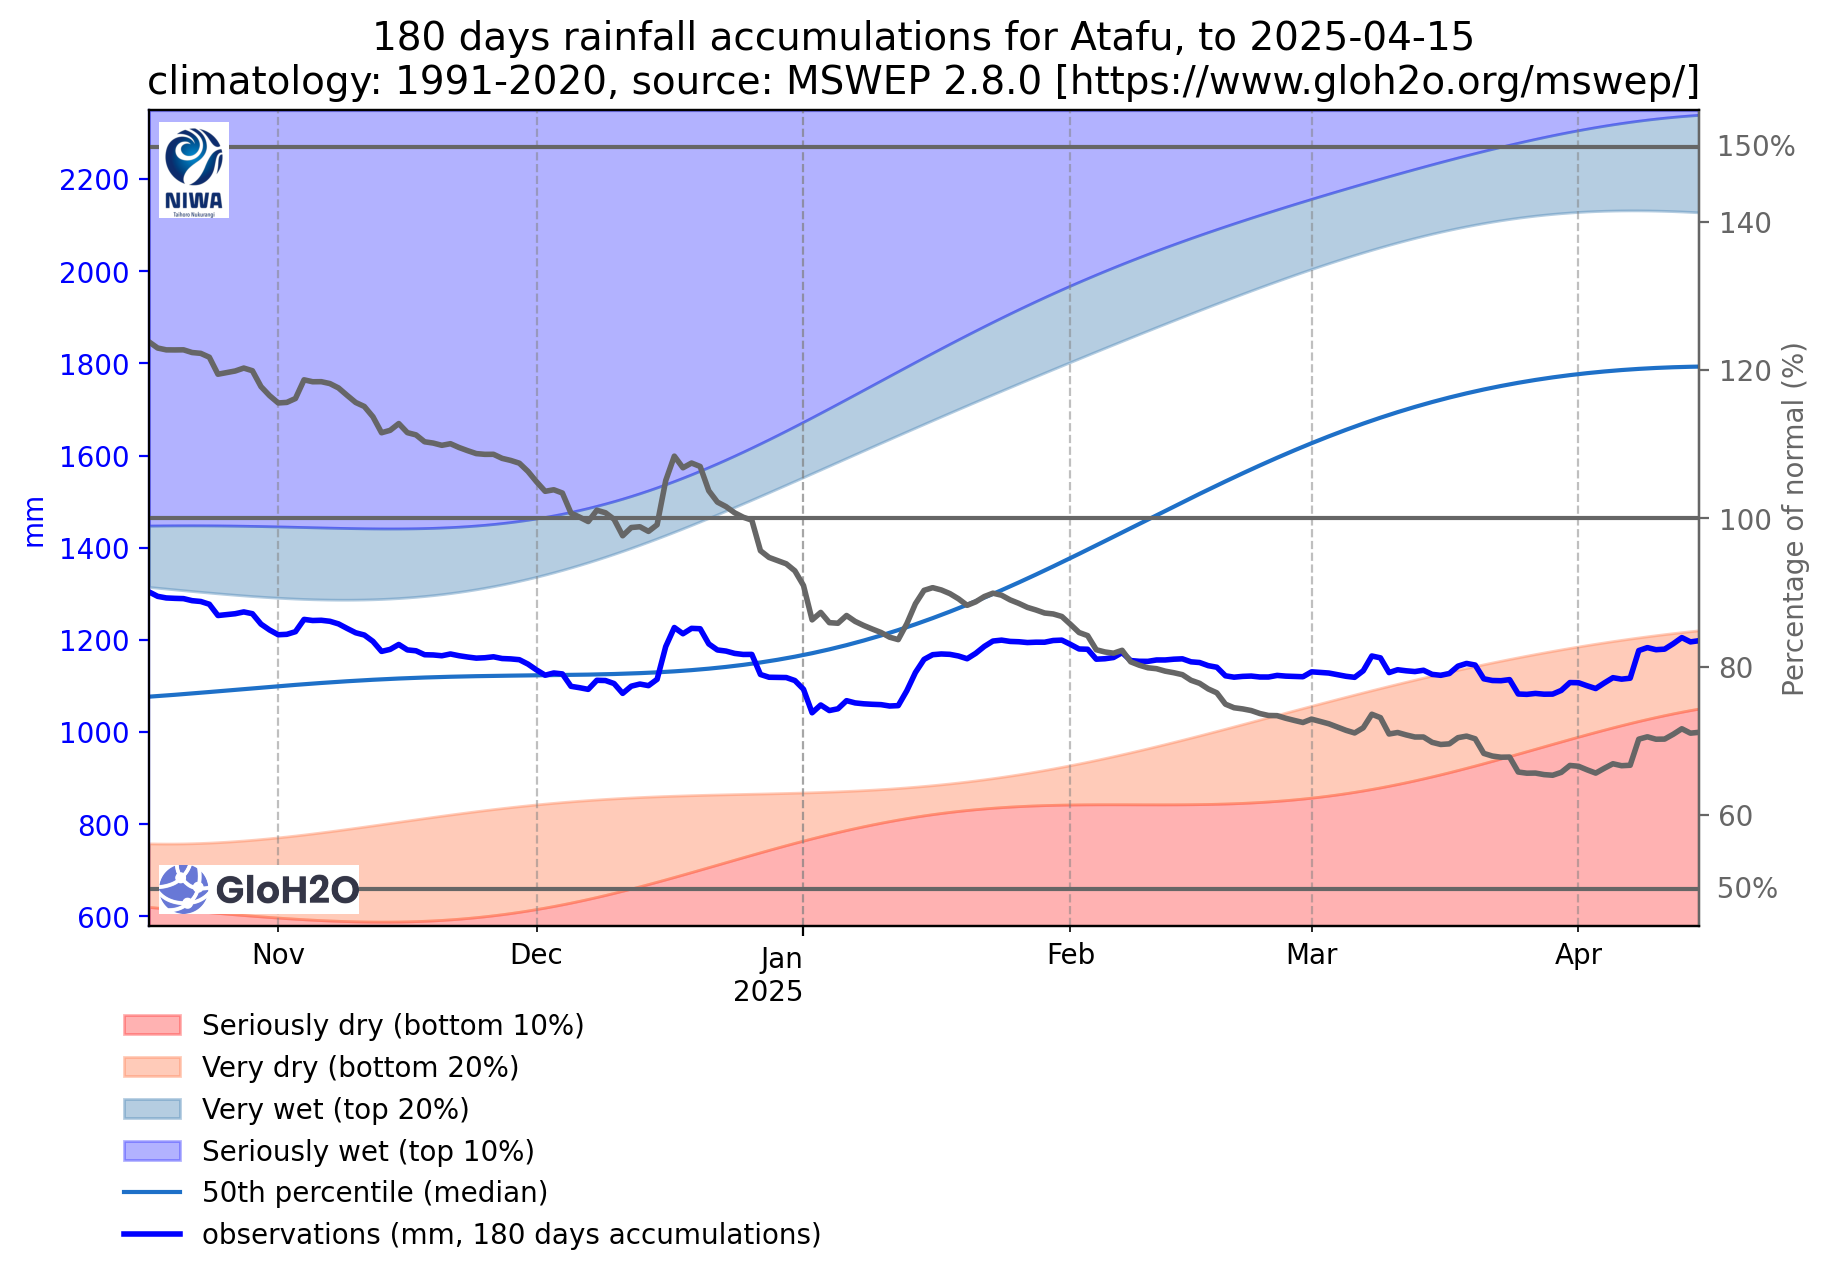 180 days rainfall accumulations for Atafu, to 2025-04-15
climatology: 1991-2020, source: MSWEP 2.8.0 [https://www.gloh2o.org/mswep/]
NIWA
Taihoro Nukurangi
2200
2000
1800
1600
1400
1200
1000
800
600
mm
150%
140
120
100
80
60
50%
Percentage of normal (%)
GloH2O
Nov
Dec
Jan
2025
Feb
Mar
Apr
Seriously dry (bottom 10%)
Very dry (bottom 20%)
Very wet (top 20%)
Seriously wet (top 10%)
50th percentile (median)
observations (mm, 180 days accumulations)